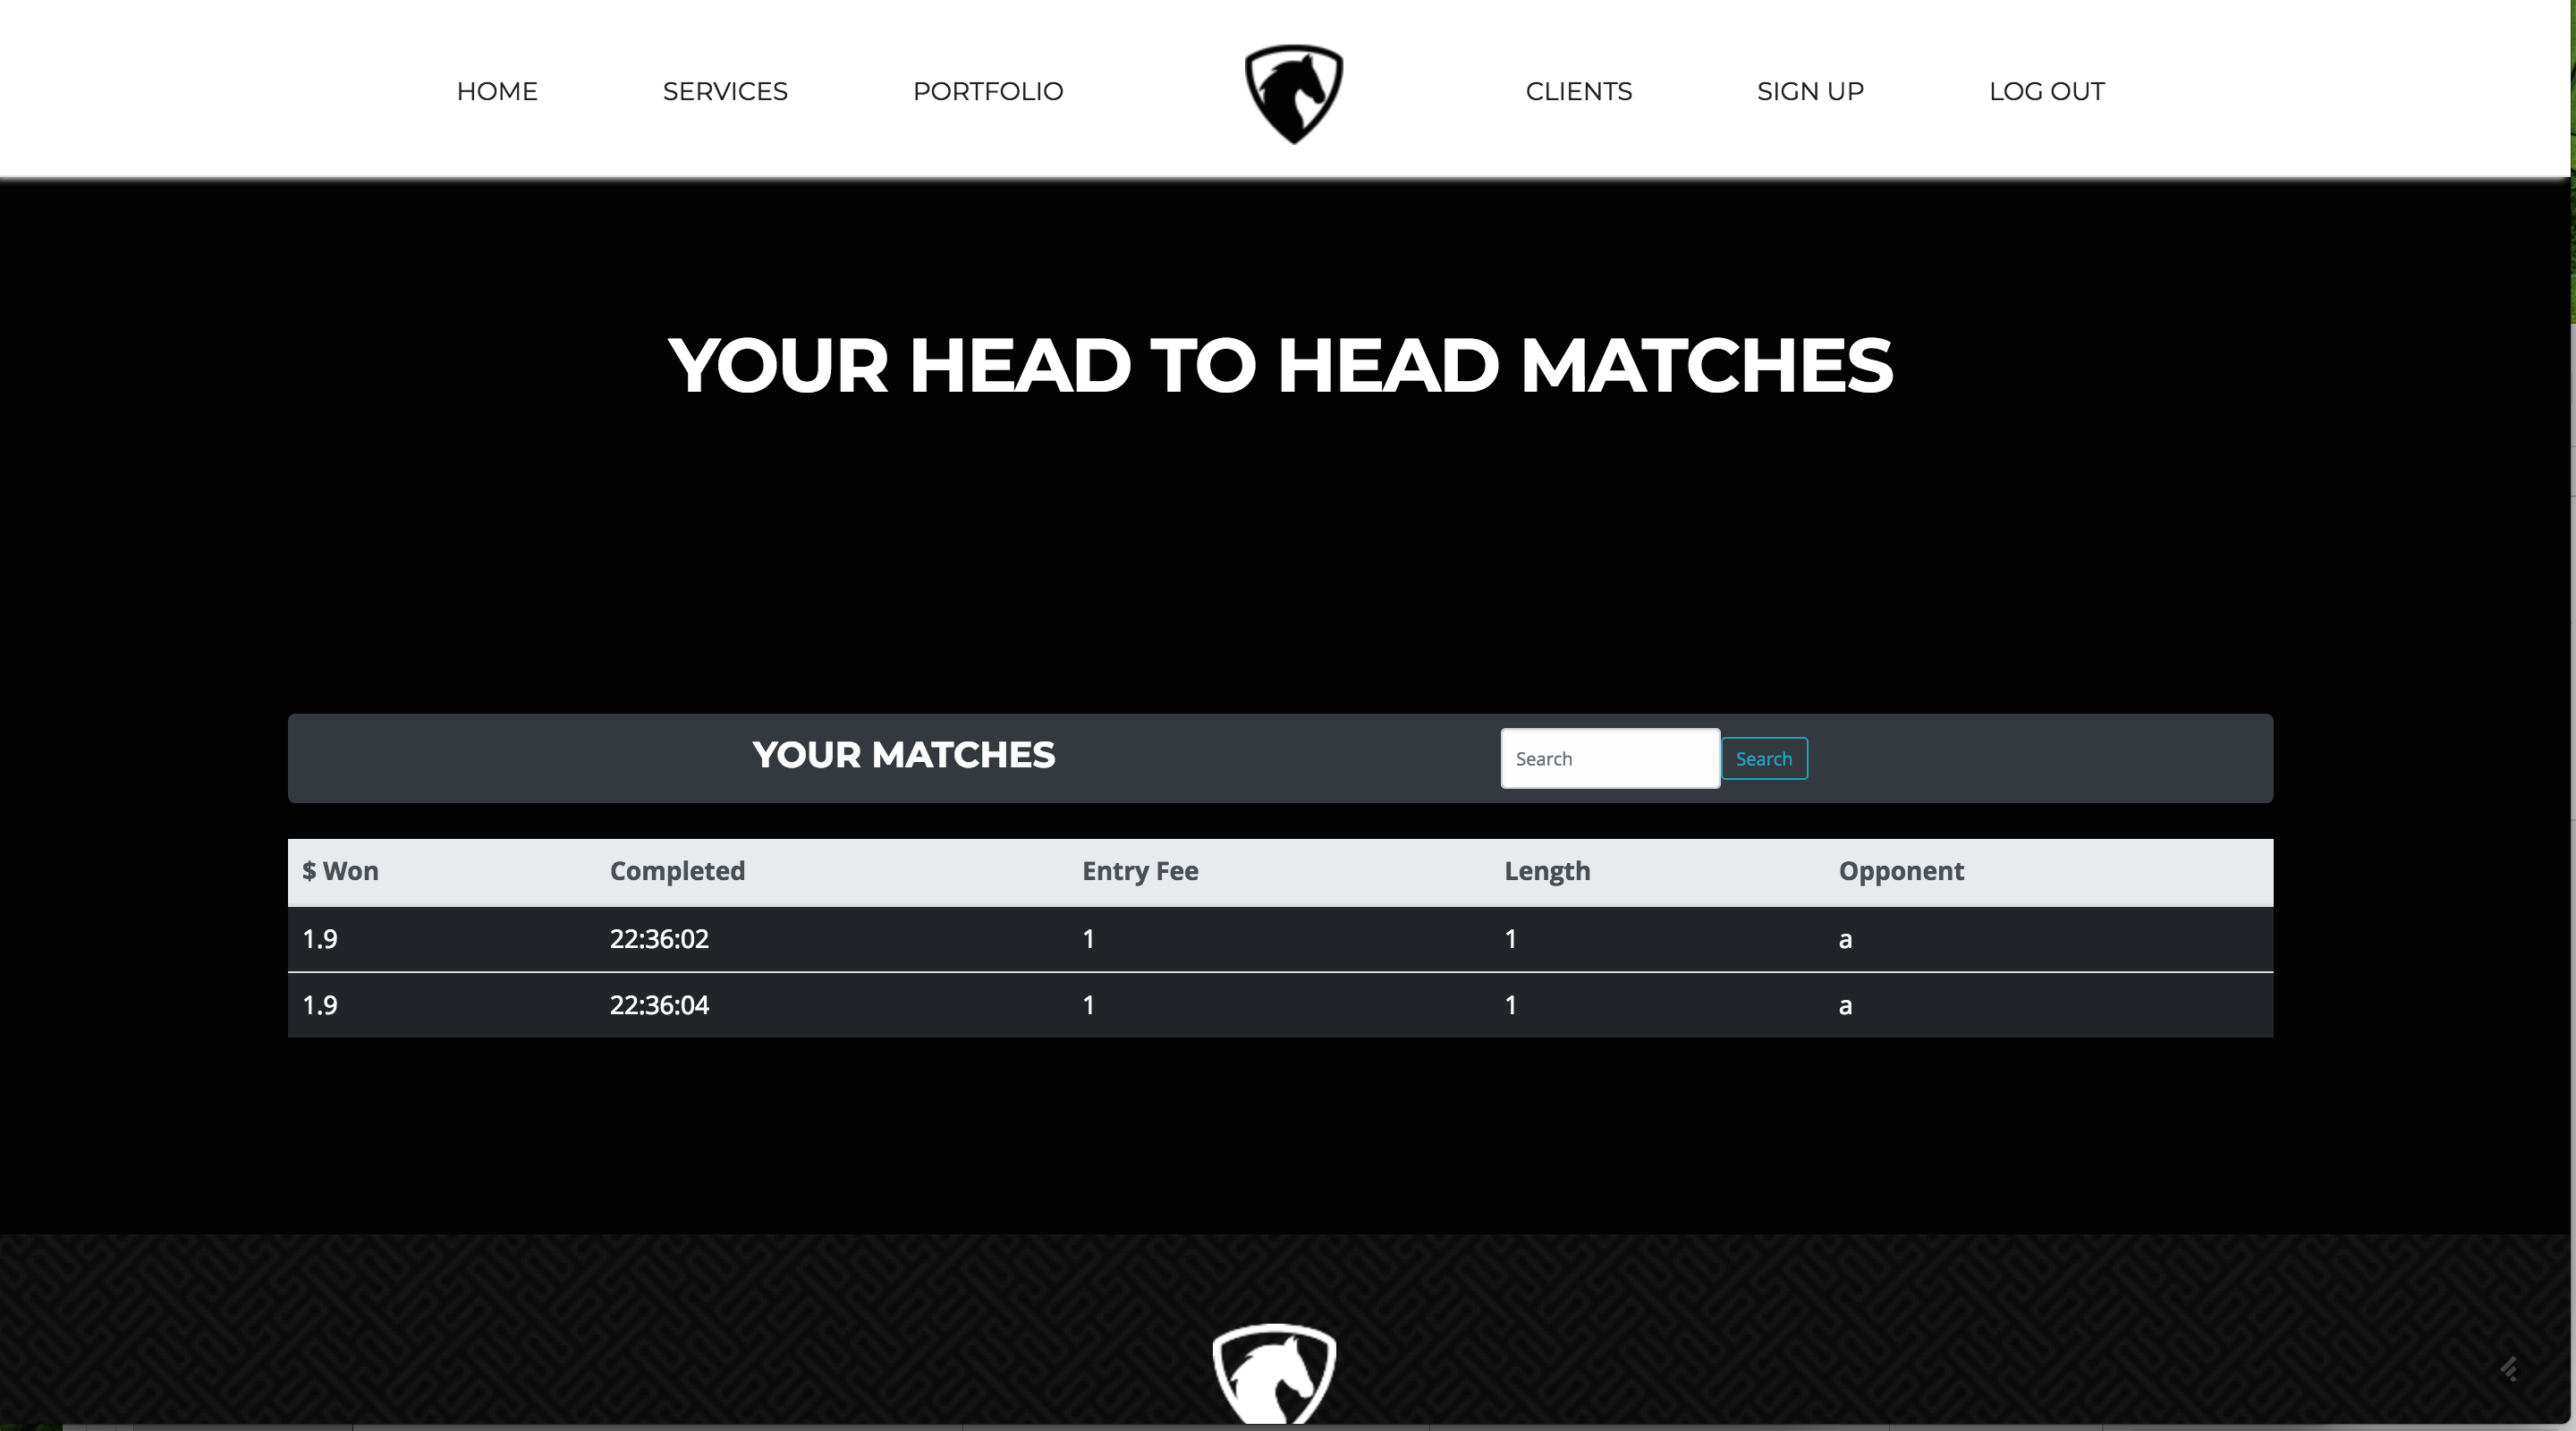 HOME SERVICES PORTFOLIO CLIENTS SIGN UP LOG OUT
YOUR HEAD TO HEAD MATCHES
YOUR MATCHES Search Search
$ Won Completed Entry Fee Length Opponent
1.9 22:36:02 1 1 a
1.9 22:36:04 1 1 a